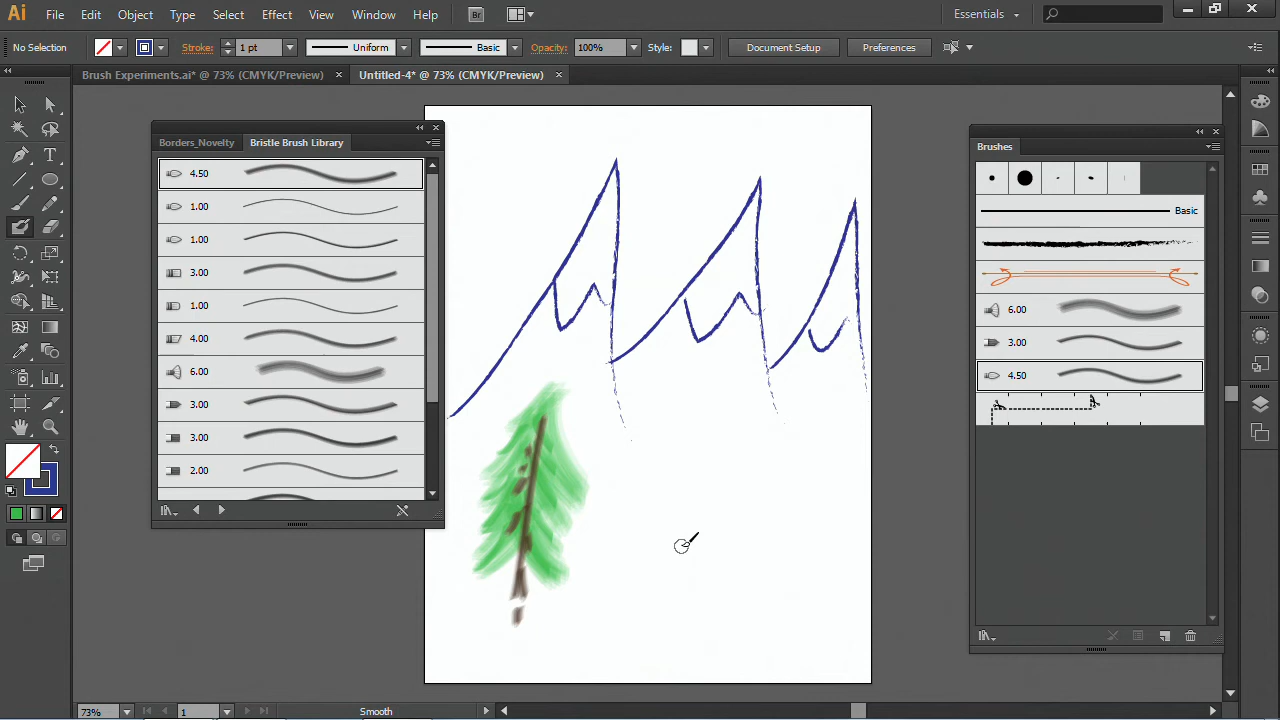 Ai File Edit Object Type Select Effect View Window Help Br Essentials
No Selection Stroke: 1 pt Uniform Basic Opacity: 100% Style: Document Setup Preferences
Brush Experiments.ai* @ 73% (CMYK/Preview) × Untitled-4* @ 73% (CMYK/Preview) ×
Borders_Novelty Bristle Brush Library
4.50
1.00
1.00
3.00
1.00
4.00
6.00
3.00
3.00
2.00
Brushes
Basic
6.00
3.00
4.50
73% 1 Smooth